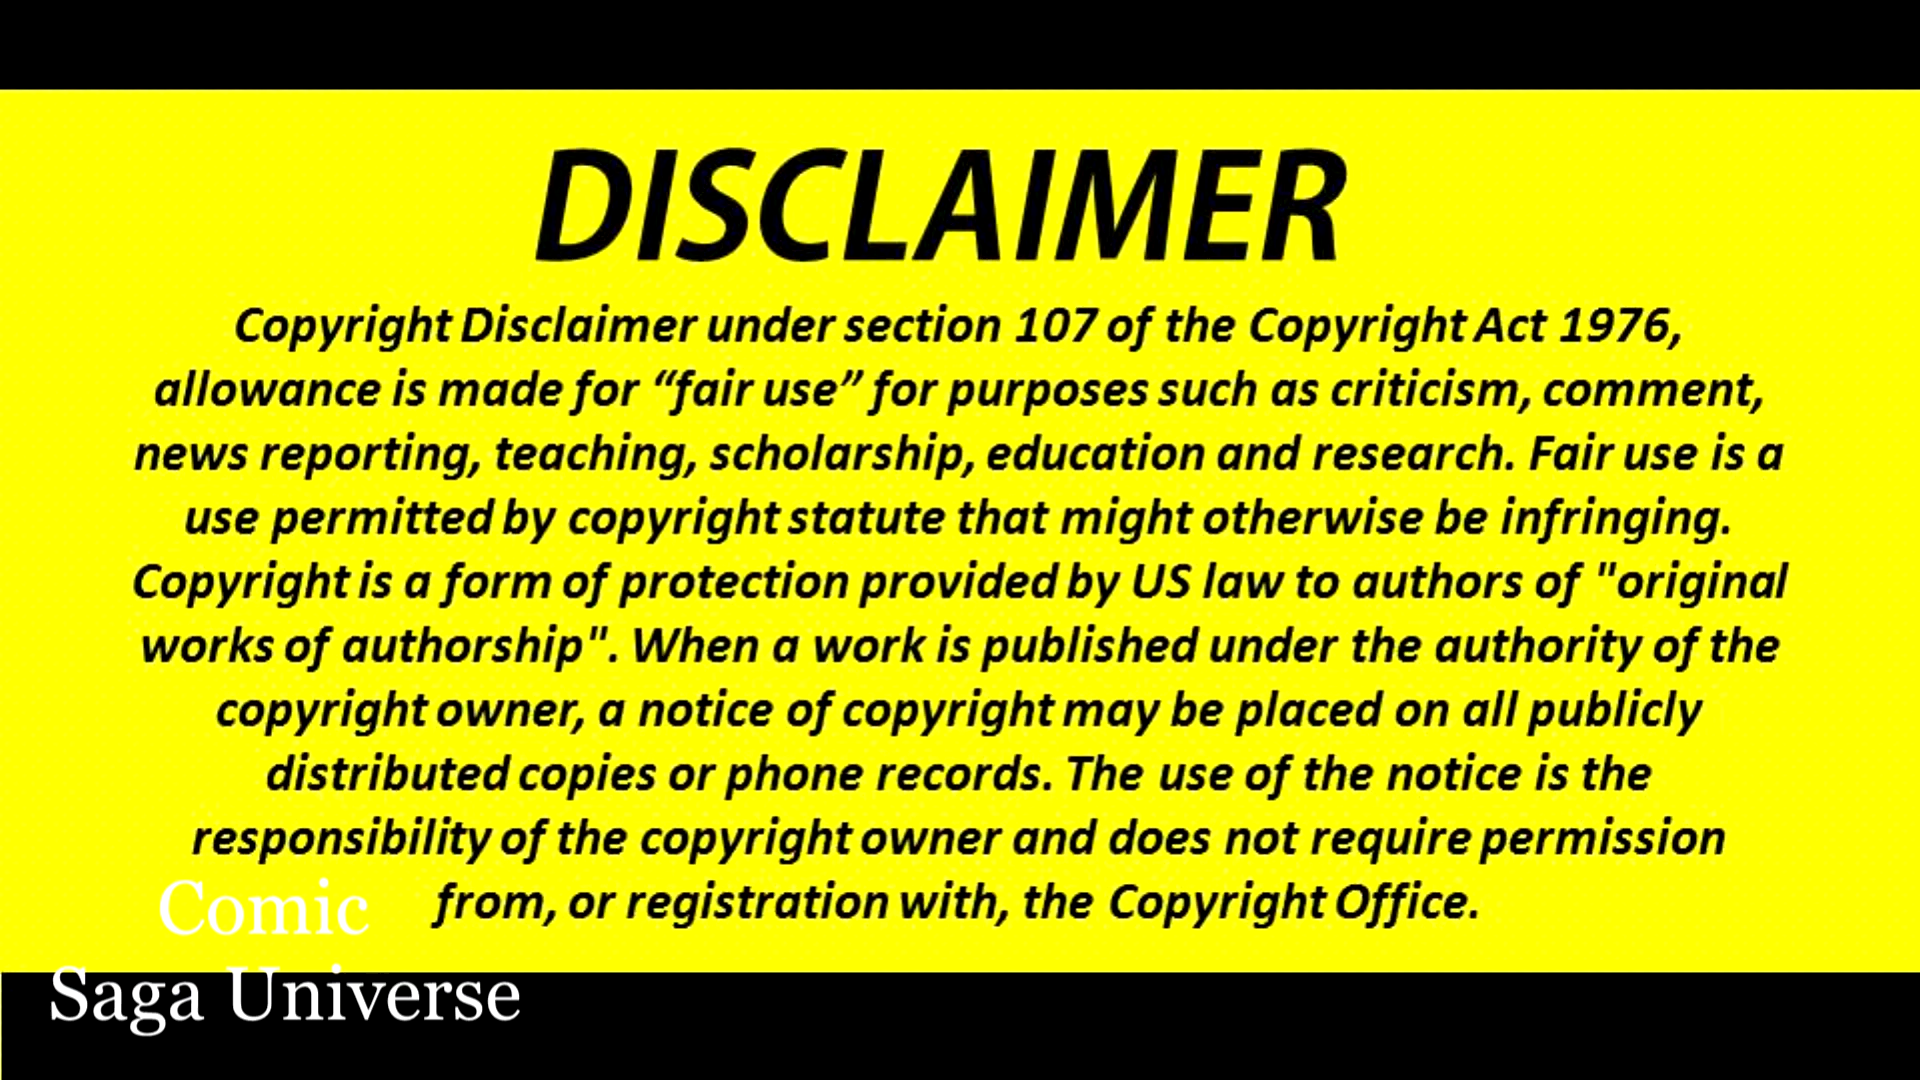 DISCLAIMER
Copyright Disclaimer under section 107 of the Copyright Act 1976,
allowance is made for “fair use” for purposes such as criticism, comment,
news reporting, teaching, scholarship, education and research. Fair use is a
use permitted by copyright statute that might otherwise be infringing.
Copyright is a form of protection provided by US law to authors of "original
works of authorship". When a work is published under the authority of the
copyright owner, a notice of copyright may be placed on all publicly
distributed copies or phone records. The use of the notice is the
responsibility of the copyright owner and does not require permission
from, or registration with, the Copyright Office.
Comic
Saga Universe